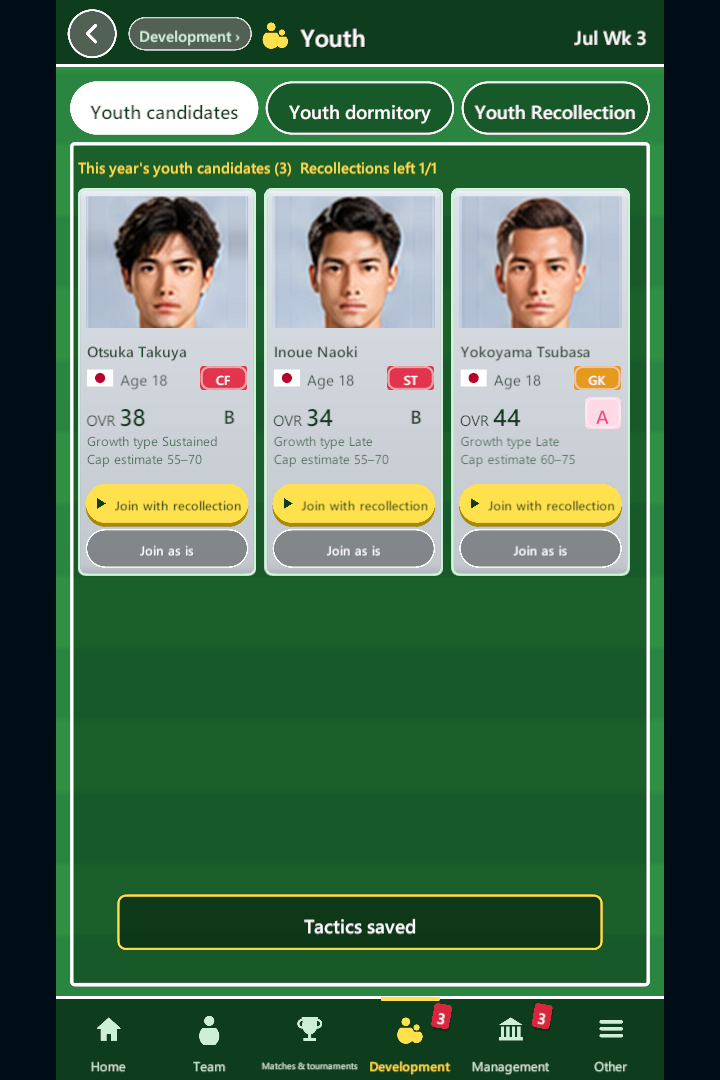 Development ›
Youth
Jul Wk 3
Youth candidates
Youth dormitory
Youth Recollection
This year's youth candidates (3)  Recollections left 1/1
Otsuka Takuya
Age 18
CF
OVR 38
B
Growth type Sustained
Cap estimate 55–70
Join with recollection
Join as is
Inoue Naoki
Age 18
ST
OVR 34
B
Growth type Late
Cap estimate 55–70
Join with recollection
Join as is
Yokoyama Tsubasa
Age 18
GK
OVR 44
A
Growth type Late
Cap estimate 60–75
Join with recollection
Join as is
Tactics saved
Home
Team
Matches & tournaments
3
Development
3
Management
Other